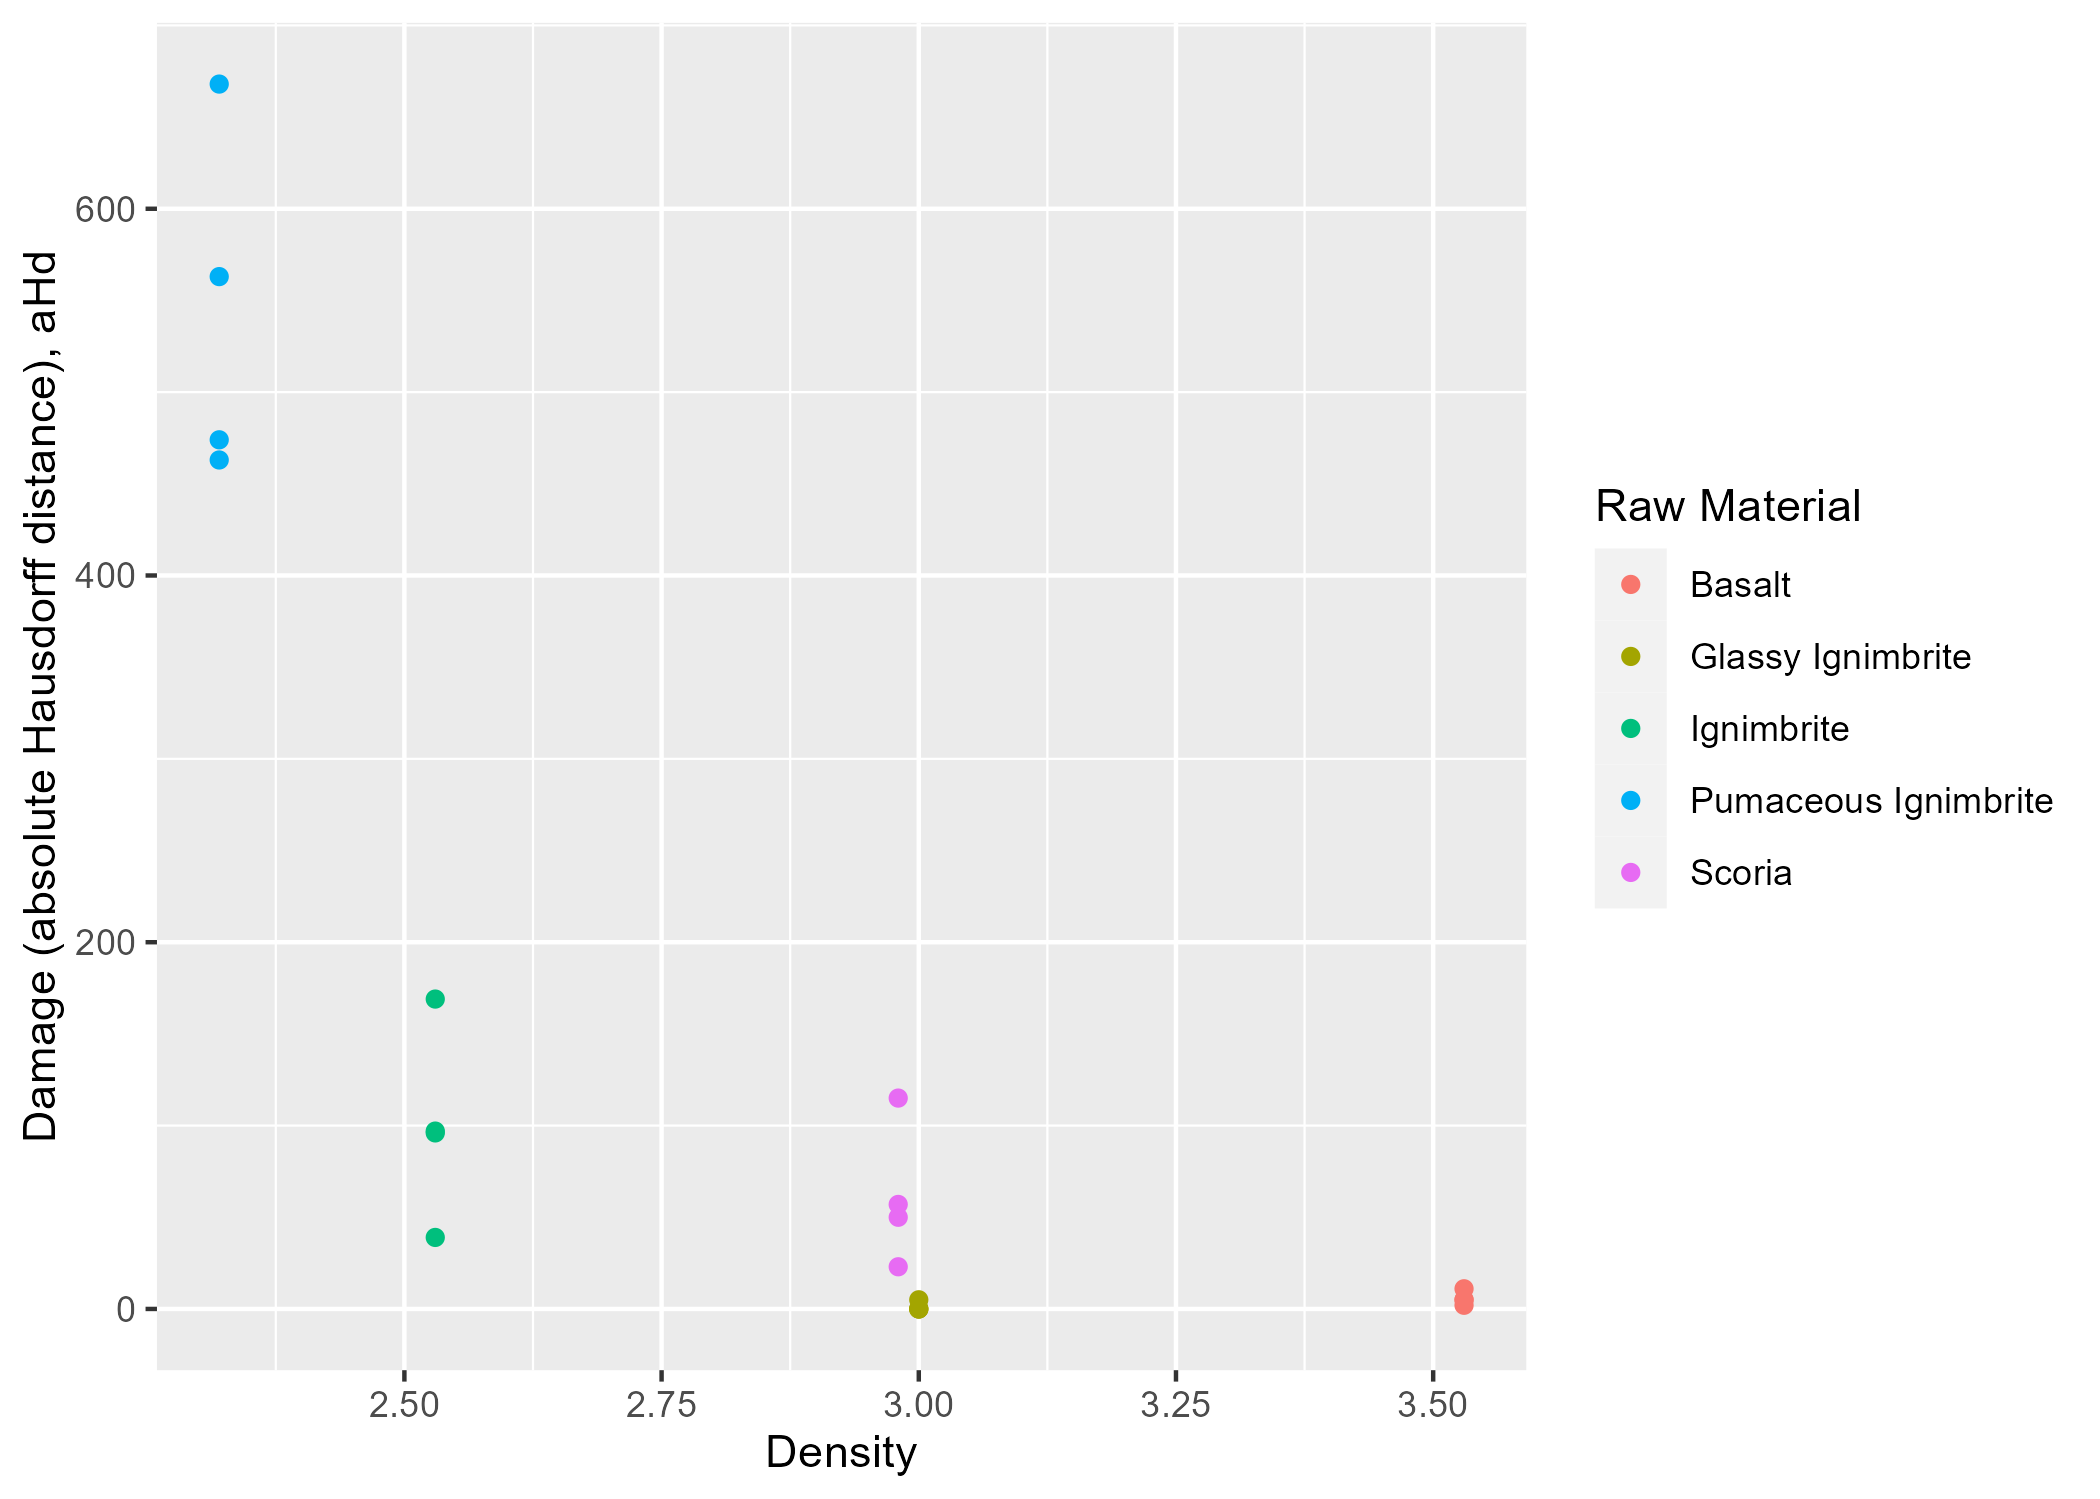 Damage (absolute Hausdorff distance), aHd
600
400
200
0
2.50 2.75 3.00 3.25 3.50
Density
Raw Material
Basalt
Glassy Ignimbrite
Ignimbrite
Pumaceous Ignimbrite
Scoria